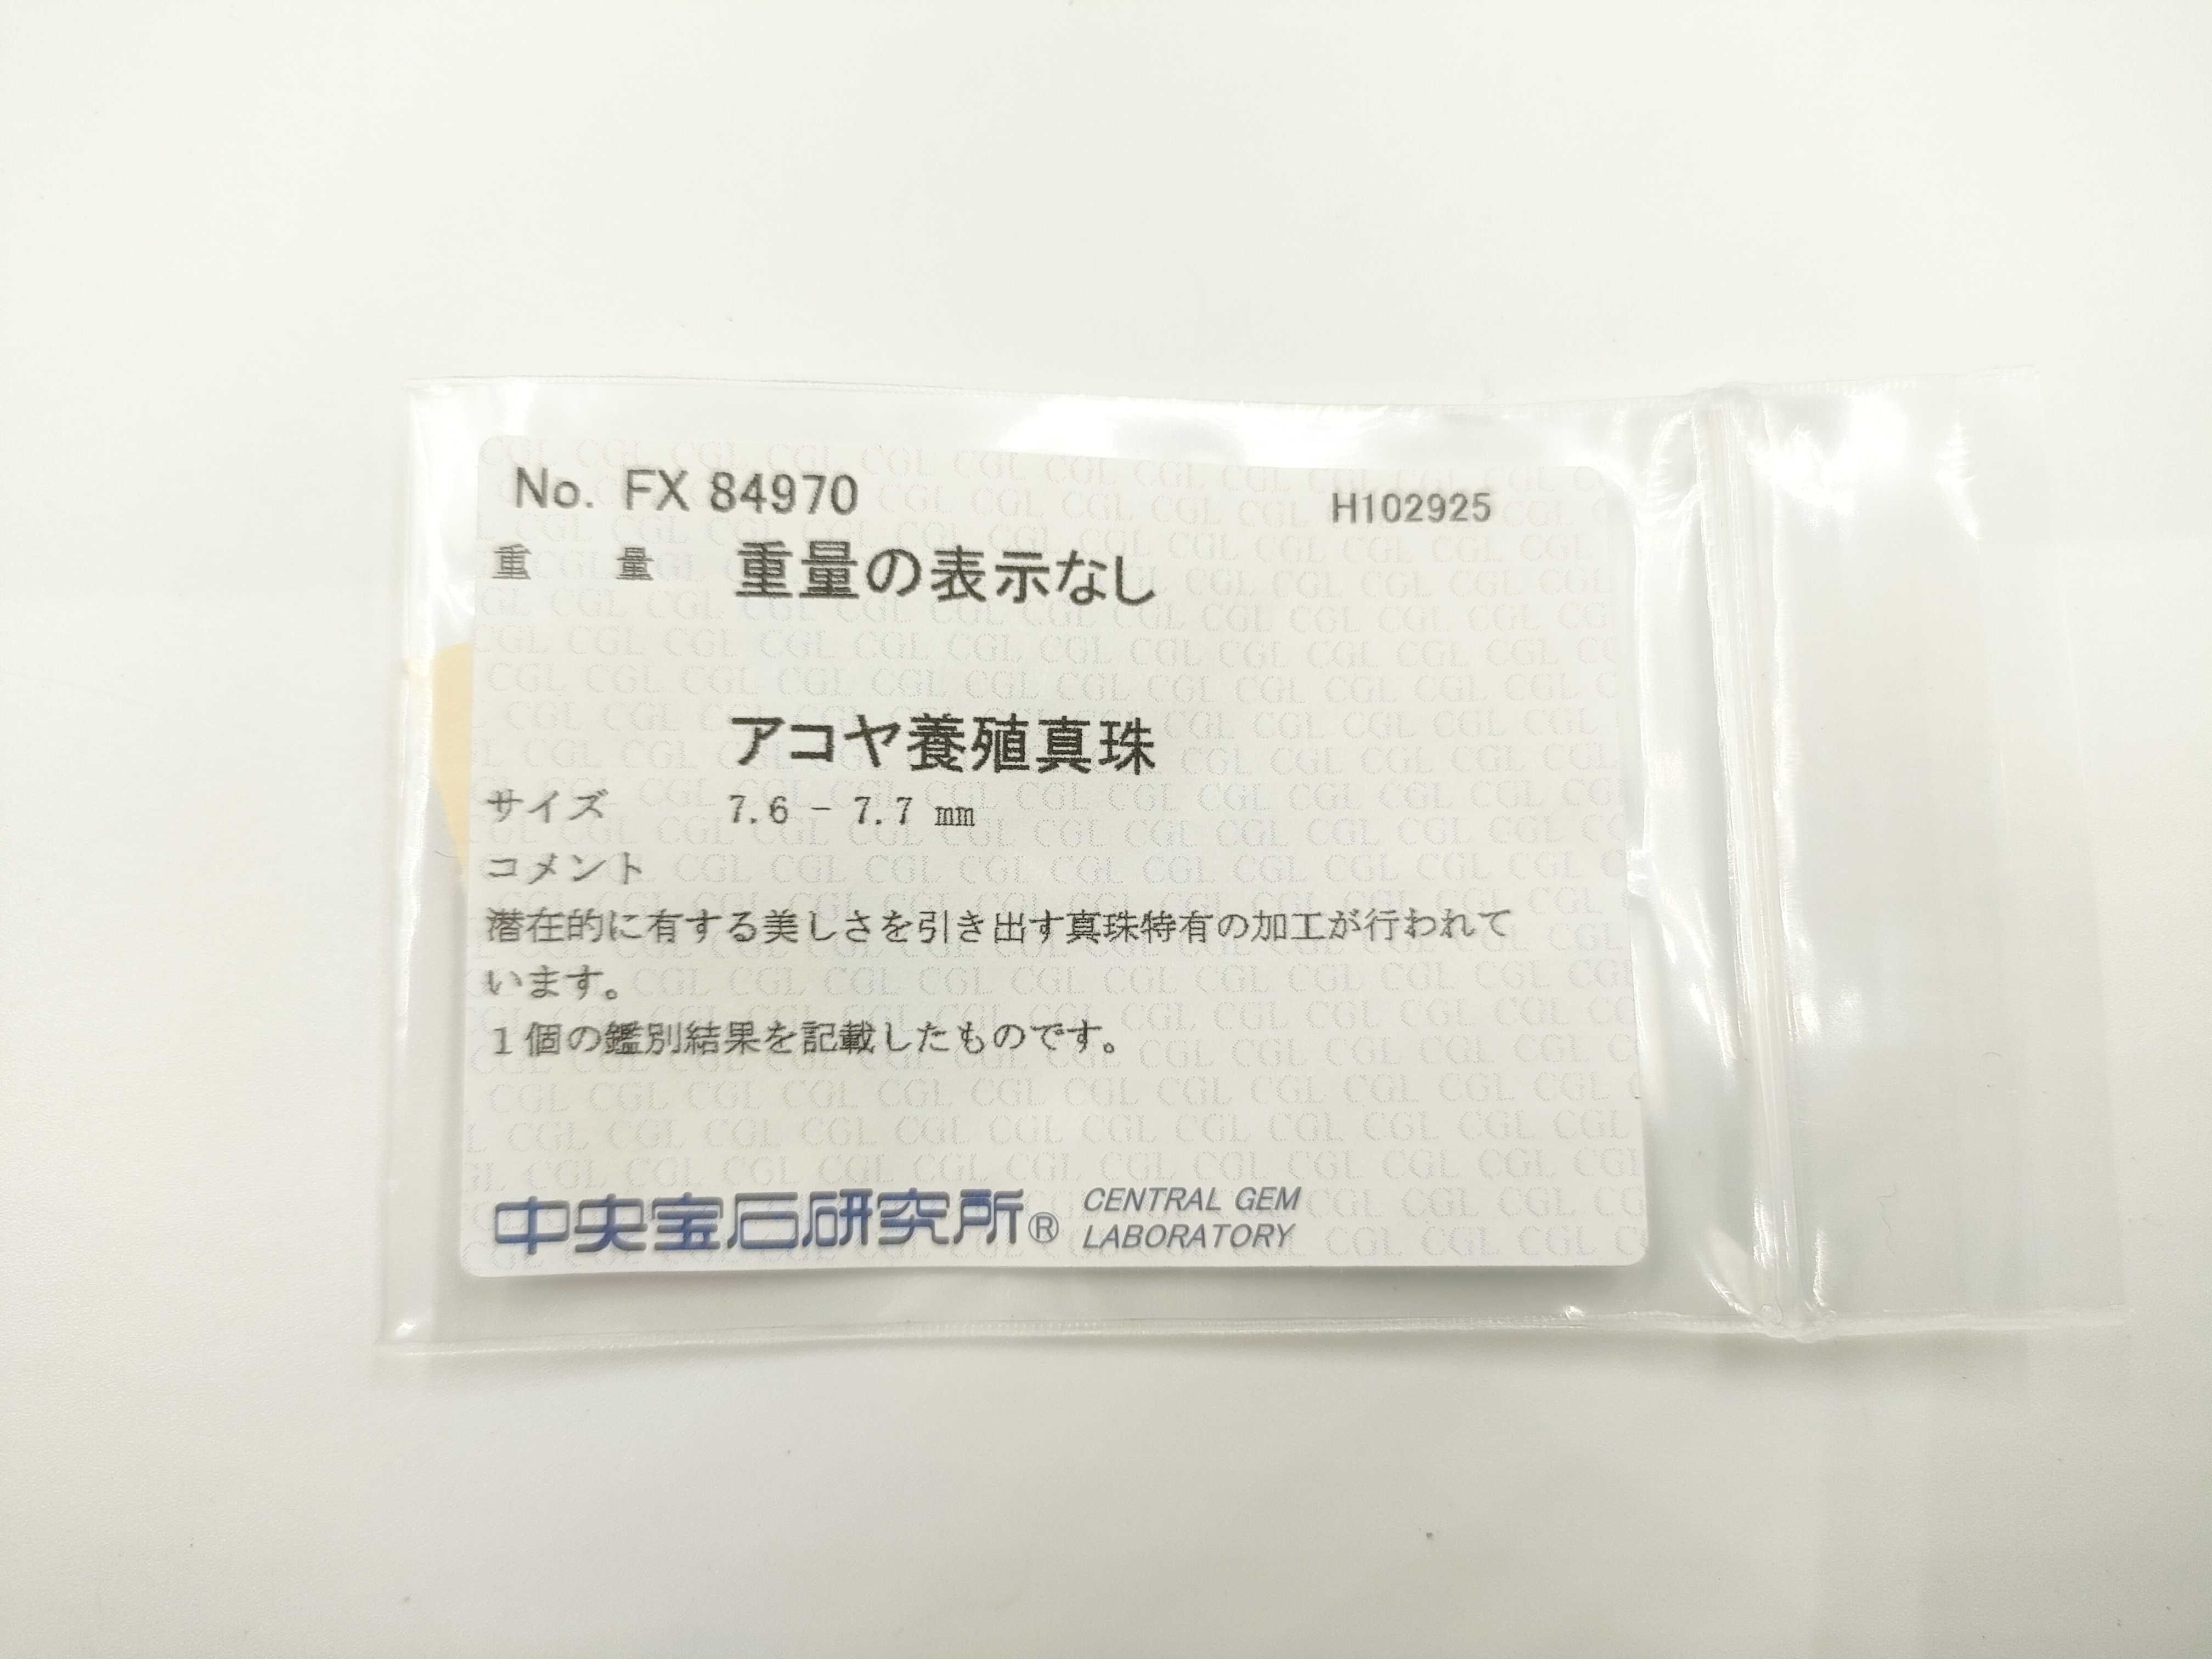 No. FX 84970 H102925
重 量 重量の表示なし
アコヤ養殖真珠
サイズ 7.6 - 7.7 mm
コメント
潜在的に有する美しさを引き出す真珠特有の加工が行われて
います。
1個の鑑別結果を記載したものです。
中央宝石研究所® CENTRAL GEM
LABORATORY